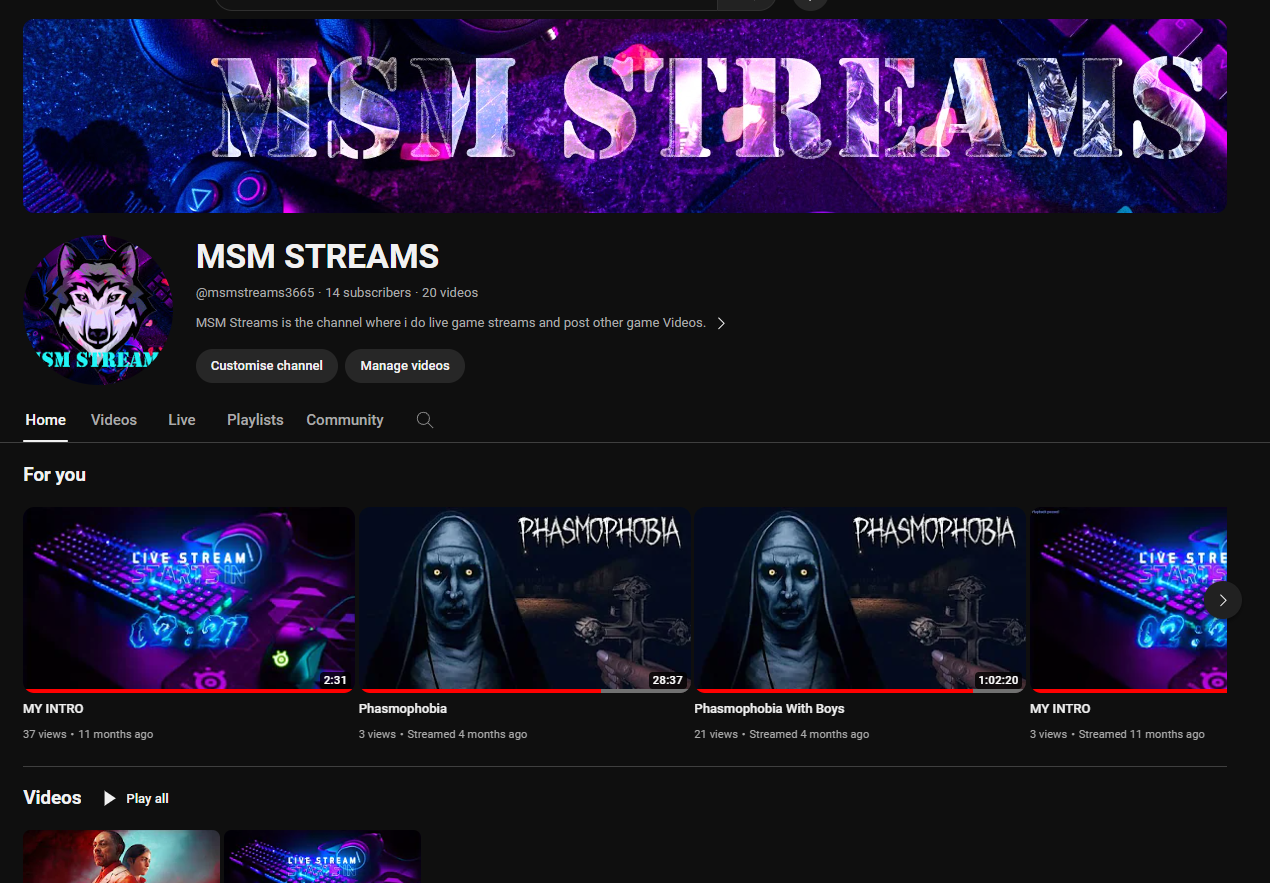 MSM STREAMS
MSM STREAMS
@msmstreams3665 · 14 subscribers · 20 videos
MSM Streams is the channel where i do live game streams and post other game Videos.
SM STREAM
Customise channel
Manage videos
Home Videos Live Playlists Community
For you
LIVE STREAM
STARTS IN
02:27
2:31
PHASMOPHOBIA
28:37
PHASMOPHOBIA
1:02:20
LIVE STRE
STARTS
MY INTRO
37 views • 11 months ago
Phasmophobia
3 views • Streamed 4 months ago
Phasmophobia With Boys
21 views • Streamed 4 months ago
MY INTRO
3 views • Streamed 11 months ago
Videos Play all
LIVE STREAM